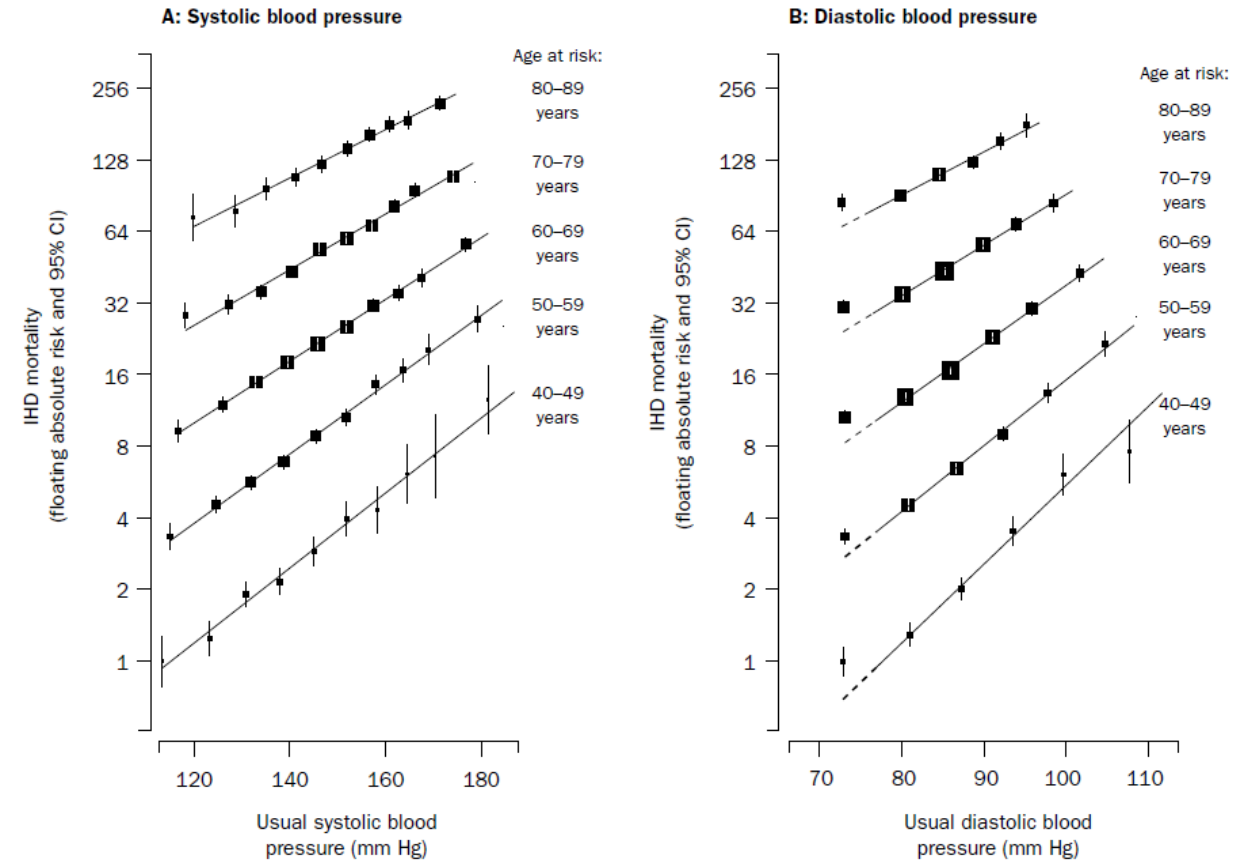 A: Systolic blood pressure
Age at risk:
256
128
64
32
16
8
4
2
1
80–89
years
70–79
years
60–69
years
50–59
years
40–49
years
IHD mortality
(floating absolute risk and 95% CI)
120 140 160 180
Usual systolic blood
pressure (mm Hg)
B: Diastolic blood pressure
Age at risk:
256
128
64
32
16
8
4
2
1
80–89
years
70–79
years
60–69
years
50–59
years
40–49
years
IHD mortality
(floating absolute risk and 95% CI)
70 80 90 100 110
Usual diastolic blood
pressure (mm Hg)